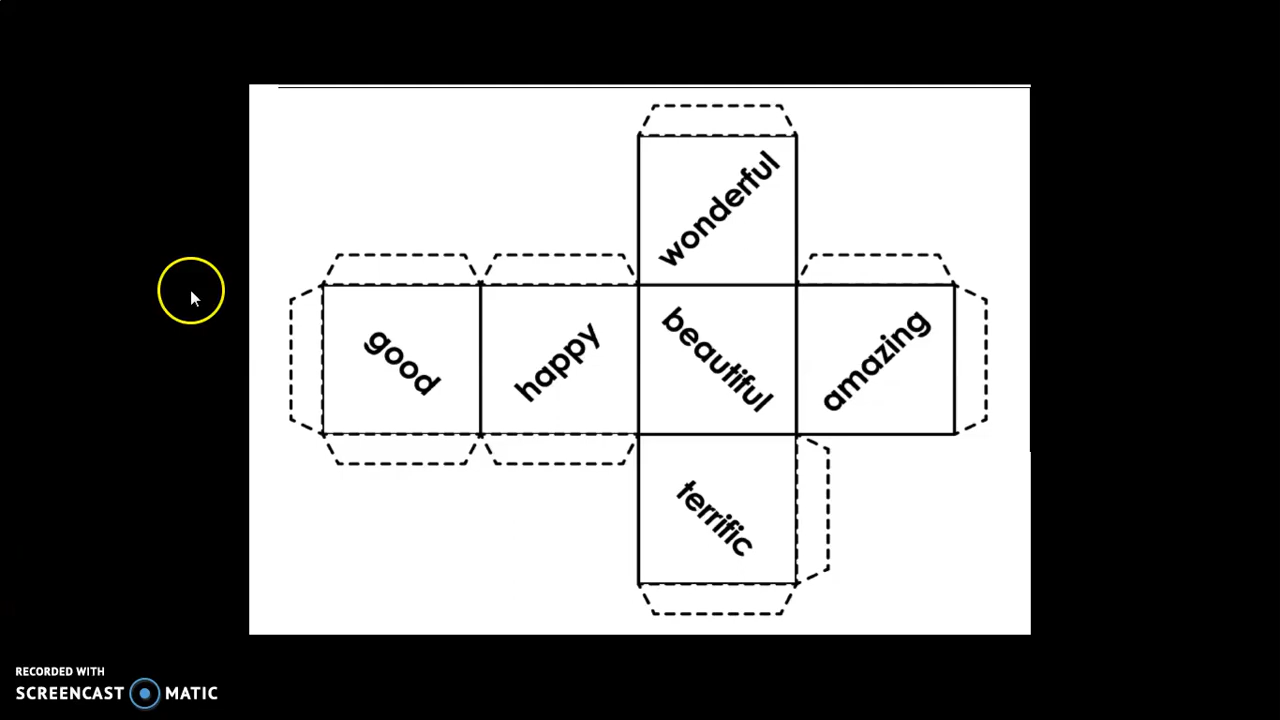 wonderful
good
happy
beautiful
amazing
terrific
RECORDED WITH
SCREENCAST MATIC